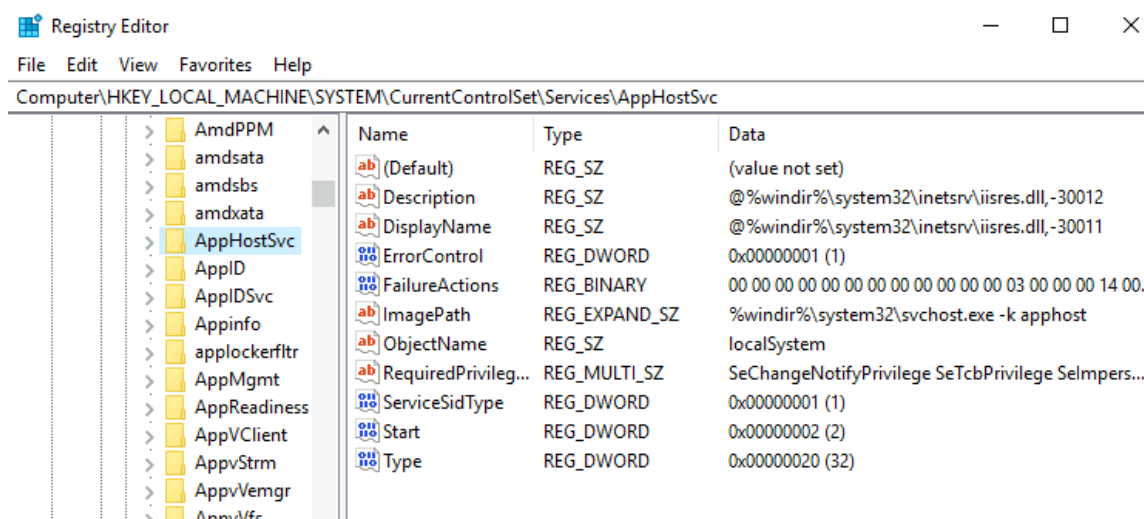 Registry Editor
File Edit View Favorites Help
Computer\HKEY_LOCAL_MACHINE\SYSTEM\CurrentControlSet\Services\AppHostSvc
AmdPPM
amdsata
amdsbs
amdxata
AppHostSvc
AppID
AppIDSvc
Appinfo
applockerfltr
AppMgmt
AppReadiness
AppVClient
AppvStrm
AppvVemgr
AppvVfs
Name Type Data
(Default) REG_SZ (value not set)
Description REG_SZ @%windir%\system32\inetsrv\iisres.dll,-30012
DisplayName REG_SZ @%windir%\system32\inetsrv\iisres.dll,-30011
ErrorControl REG_DWORD 0x00000001 (1)
FailureActions REG_BINARY 00 00 00 00 00 00 00 00 00 00 00 00 03 00 00 00 14 00...
ImagePath REG_EXPAND_SZ %windir%\system32\svchost.exe -k apphost
ObjectName REG_SZ localSystem
RequiredPrivileg... REG_MULTI_SZ SeChangeNotifyPrivilege SeTcbPrivilege SeImpers...
ServiceSidType REG_DWORD 0x00000001 (1)
Start REG_DWORD 0x00000002 (2)
Type REG_DWORD 0x00000020 (32)